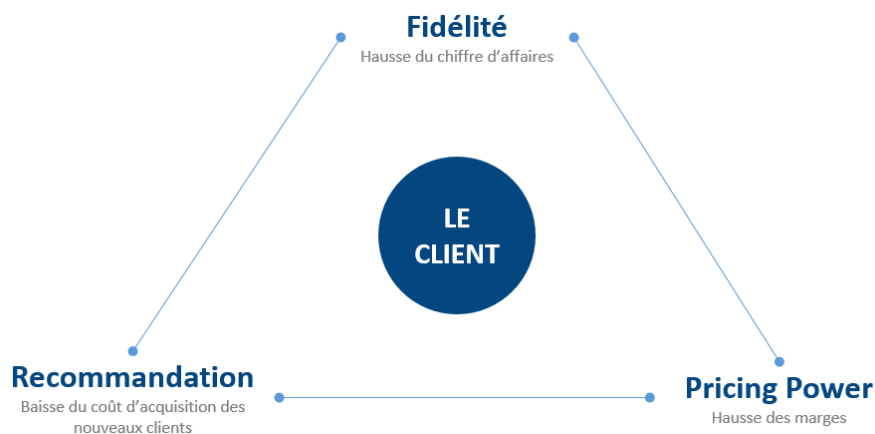 Fidélité
Hausse du chiffre d’affaires
LE
CLIENT
Recommandation
Baisse du coût d’acquisition des
nouveaux clients
Pricing Power
Hausse des marges